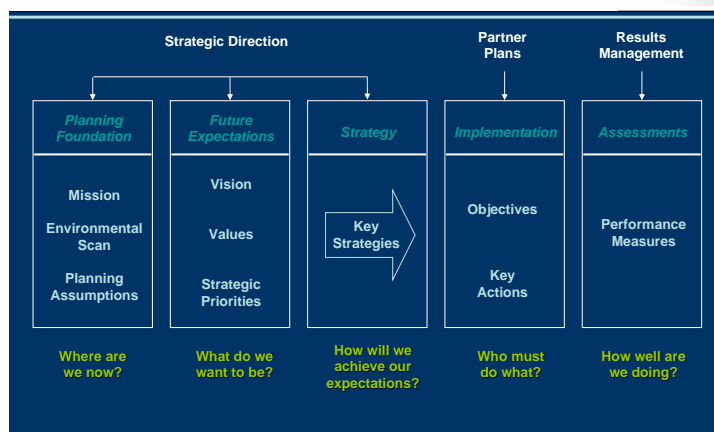 Strategic Direction
Partner
Plans
Results
Management
Planning
Foundation
Future
Expectations
Strategy
Implementation
Assessments
Mission
Environmental
Scan
Planning
Assumptions
Vision
Values
Strategic
Priorities
Key
Strategies
Objectives
Key
Actions
Performance
Measures
Where are
we now?
What do we
want to be?
How will we
achieve our
expectations?
Who must
do what?
How well are
we doing?